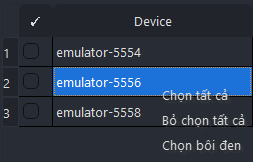 ✓ Device
1 emulator-5554
2 emulator-5556
Chọn tất cả
3 emulator-5558
Bỏ chọn tất cả
Chọn bôi đen